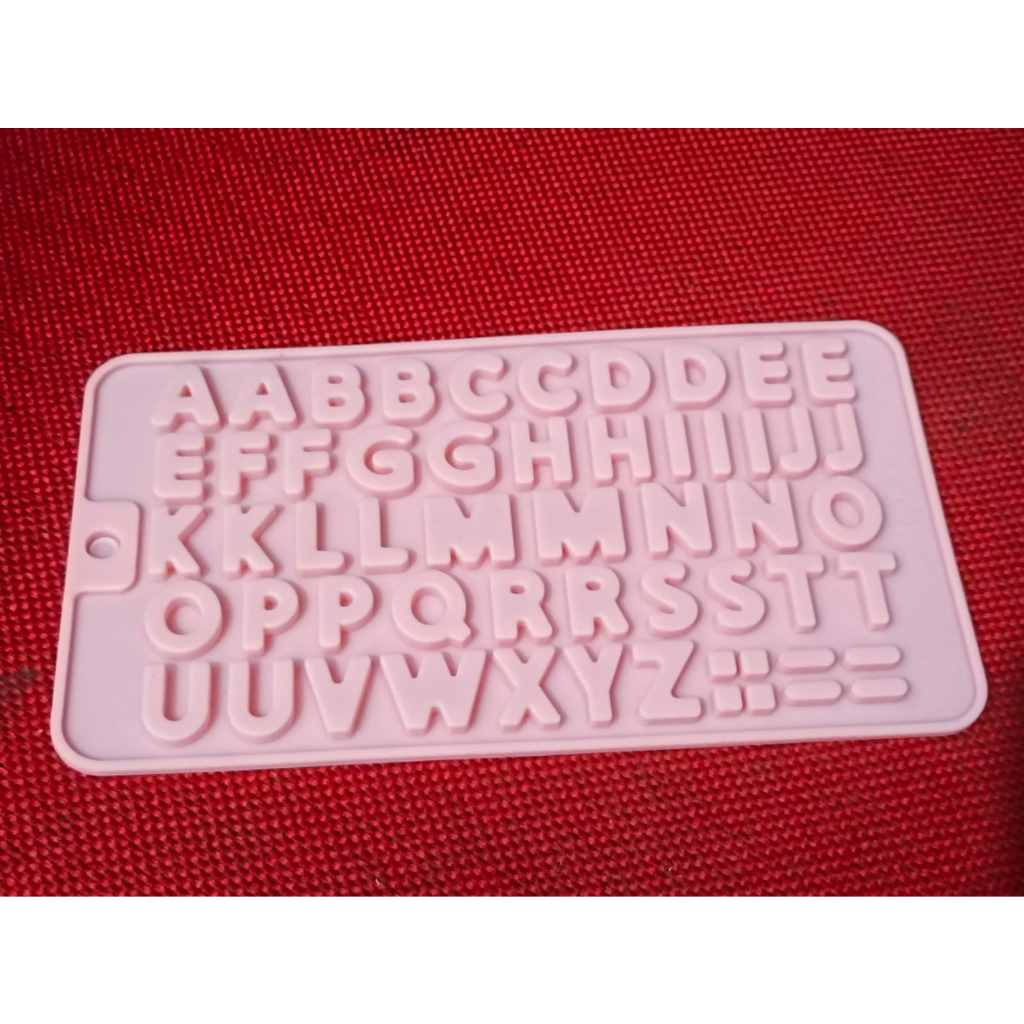 AABBCCDDEE
EFFGGHHIIIJJ
KKLLMMNNO
OPPQRRSSTT
UUVWXYZ